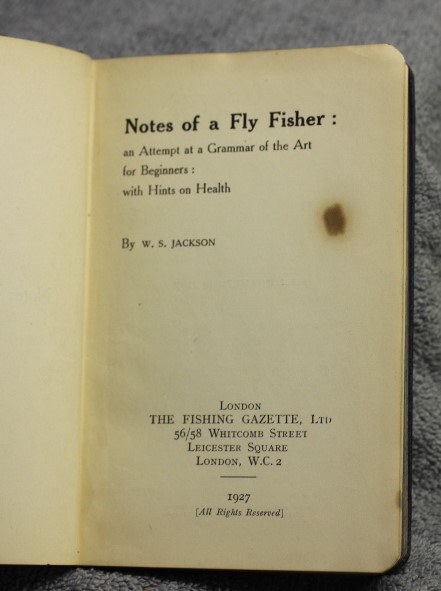 Notes of a Fly Fisher :
an Attempt at a Grammar of the Art
for Beginners :
with Hints on Health
By W. S. JACKSON
LONDON
THE FISHING GAZETTE, LTD
56/58 WHITCOMB STREET
LEICESTER SQUARE
LONDON, W.C. 2
1927
[All Rights Reserved]